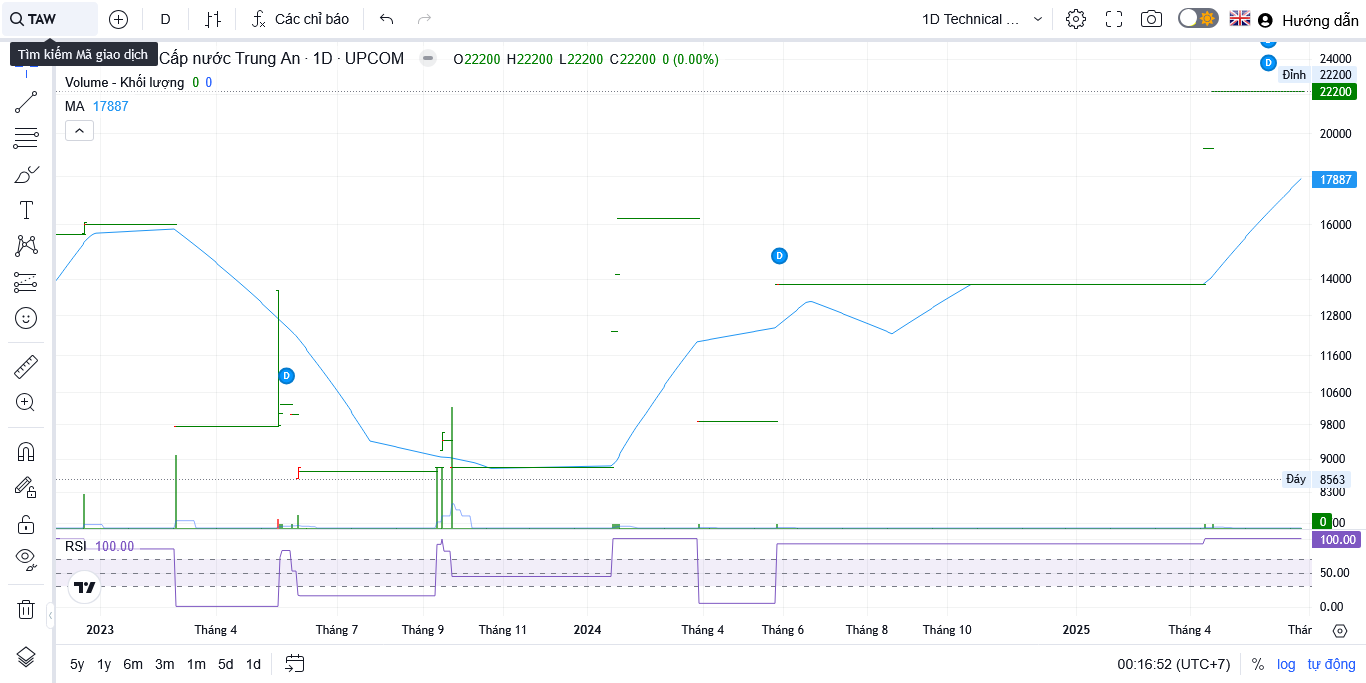 TAW D Các chỉ báo 1D Technical ... Hướng dẫn
Tìm kiếm Mã giao dịch
Cấp nước Trung An · 1D · UPCOM O22200 H22200 L22200 C22200 0 (0.00%)
Volume - Khối lượng 0 0
MA 17887
D
D
D
24000
Đỉnh 22200
22200
20000
17887
16000
14000
12800
11600
10600
9800
9000
Đáy 8563
8300
0
00
RSI 100.00
100.00
50.00
0.00
2023 Tháng 4 Tháng 7 Tháng 9 Tháng 11 2024 Tháng 4 Tháng 6 Tháng 8 Tháng 10 2025 Tháng 4 Thár
5y 1y 6m 3m 1m 5d 1d 00:16:52 (UTC+7) % log tự động